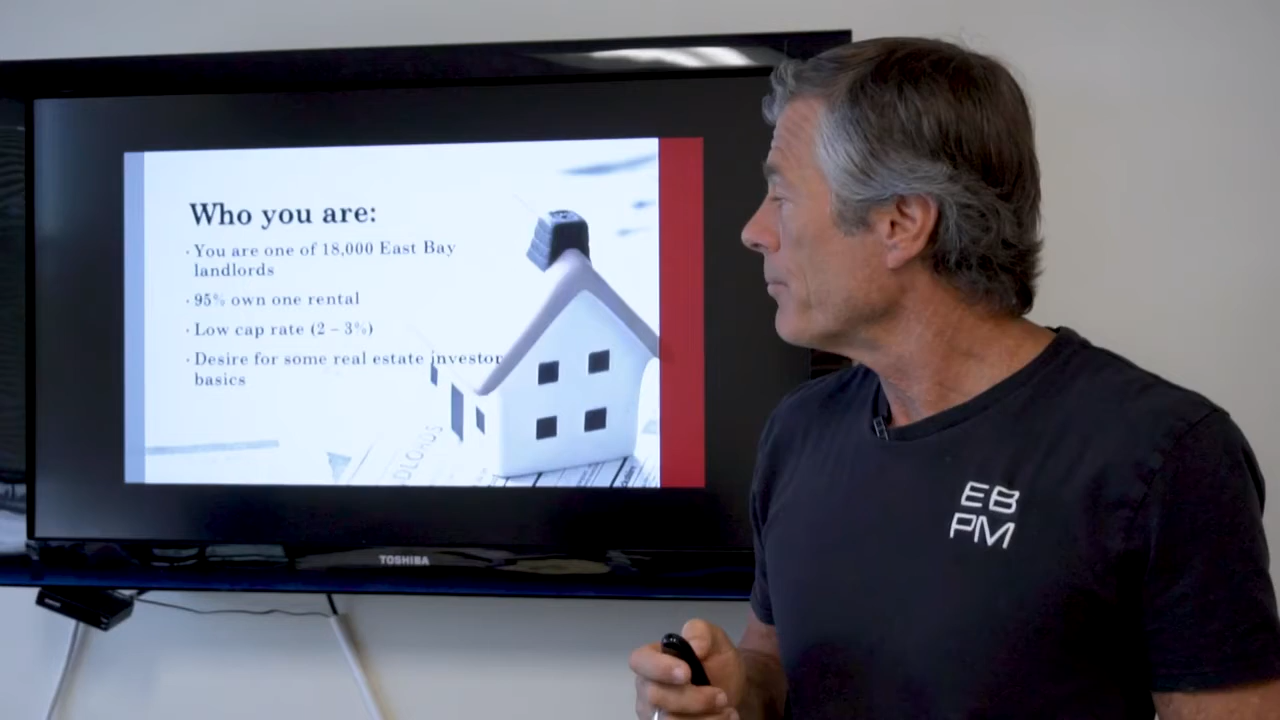 Who you are:
· You are one of 18,000 East Bay
landlords
· 95% own one rental
· Low cap rate (2 – 3%)
· Desire for some real estate investor
basics
DLORDS
TOSHIBA
EB
PM